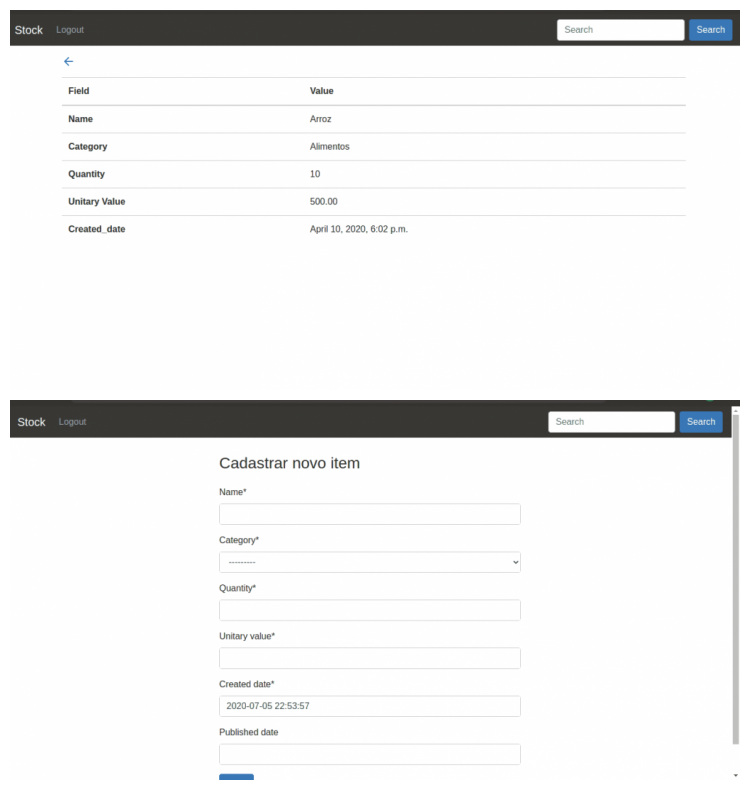 Stock Logout Search Search
Field Value
Name Arroz
Category Alimentos
Quantity 10
Unitary Value 500.00
Created_date April 10, 2020, 6:02 p.m.
Stock Logout Search Search
Cadastrar novo item
Name*
Category*
---------
Quantity*
Unitary value*
Created date*
2020-07-05 22:53:57
Published date